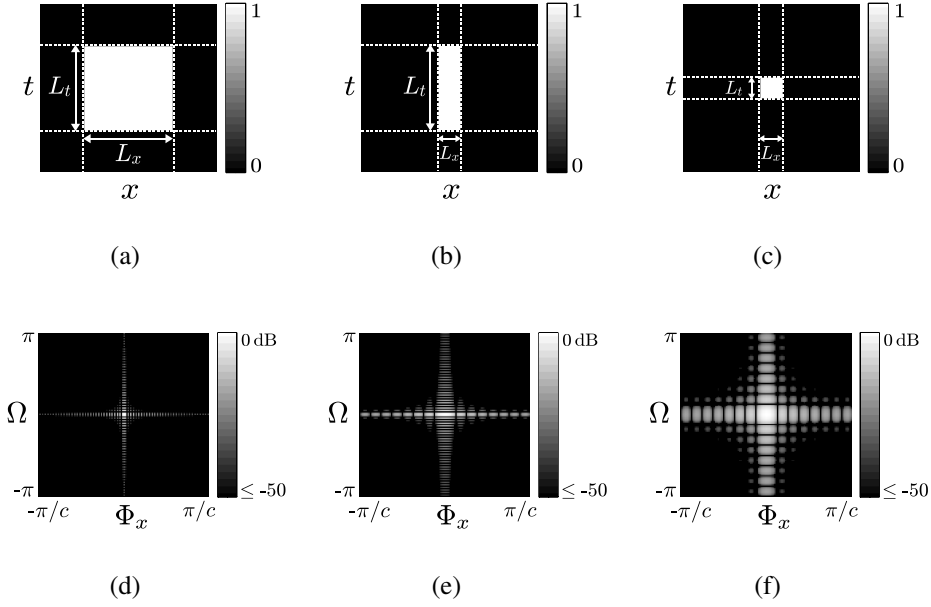 1
t
L_t
L_x
0
x
1
t
L_t
L_x
0
x
1
t
L_t
L_x
0
x
(a)
(b)
(c)
π
0 dB
Ω
-π
≤ -50
-π/c
Φ_x
π/c
π
0 dB
Ω
-π
≤ -50
-π/c
Φ_x
π/c
π
0 dB
Ω
-π
≤ -50
-π/c
Φ_x
π/c
(d)
(e)
(f)